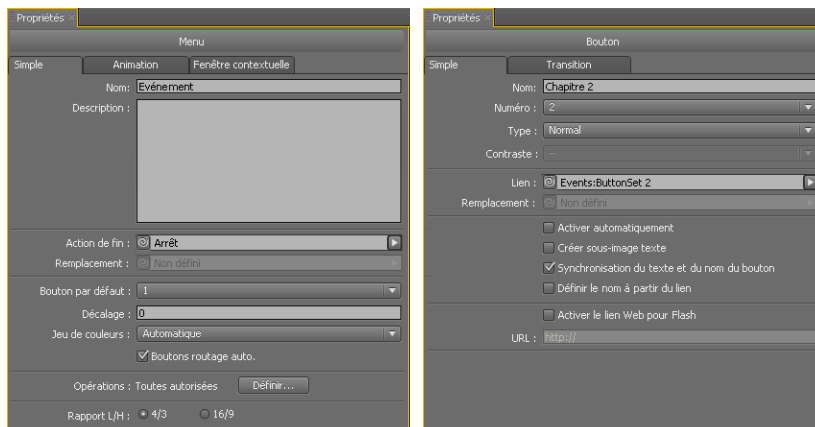 Propriétés ×
Menu
Simple Animation Fenêtre contextuelle
Nom: Evénement
Description :
Action de fin : Arrêt
Remplacement : Non défini
Bouton par défaut : 1
Décalage : 0
Jeu de couleurs : Automatique
Boutons routage auto.
Opérations : Toutes autorisées Définir...
Rapport L/H : 4/3 16/9
Propriétés ×
Bouton
Simple Transition
Nom: Chapitre 2
Numéro : 2
Type : Normal
Contraste : --
Lien : Events:ButtonSet 2
Remplacement : Non défini
Activer automatiquement
Créer sous-image texte
Synchronisation du texte et du nom du bouton
Définir le nom à partir du lien
Activer le lien Web pour Flash
URL : http://